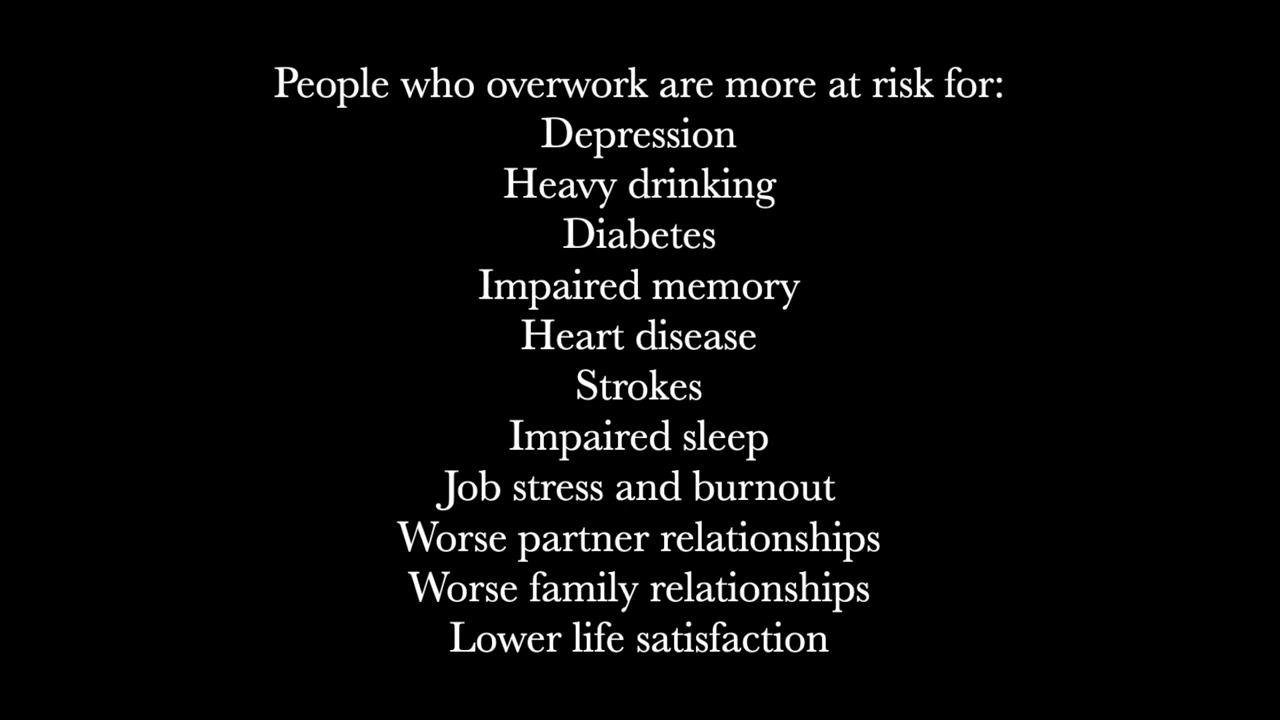 People who overwork are more at risk for:
Depression
Heavy drinking
Diabetes
Impaired memory
Heart disease
Strokes
Impaired sleep
Job stress and burnout
Worse partner relationships
Worse family relationships
Lower life satisfaction